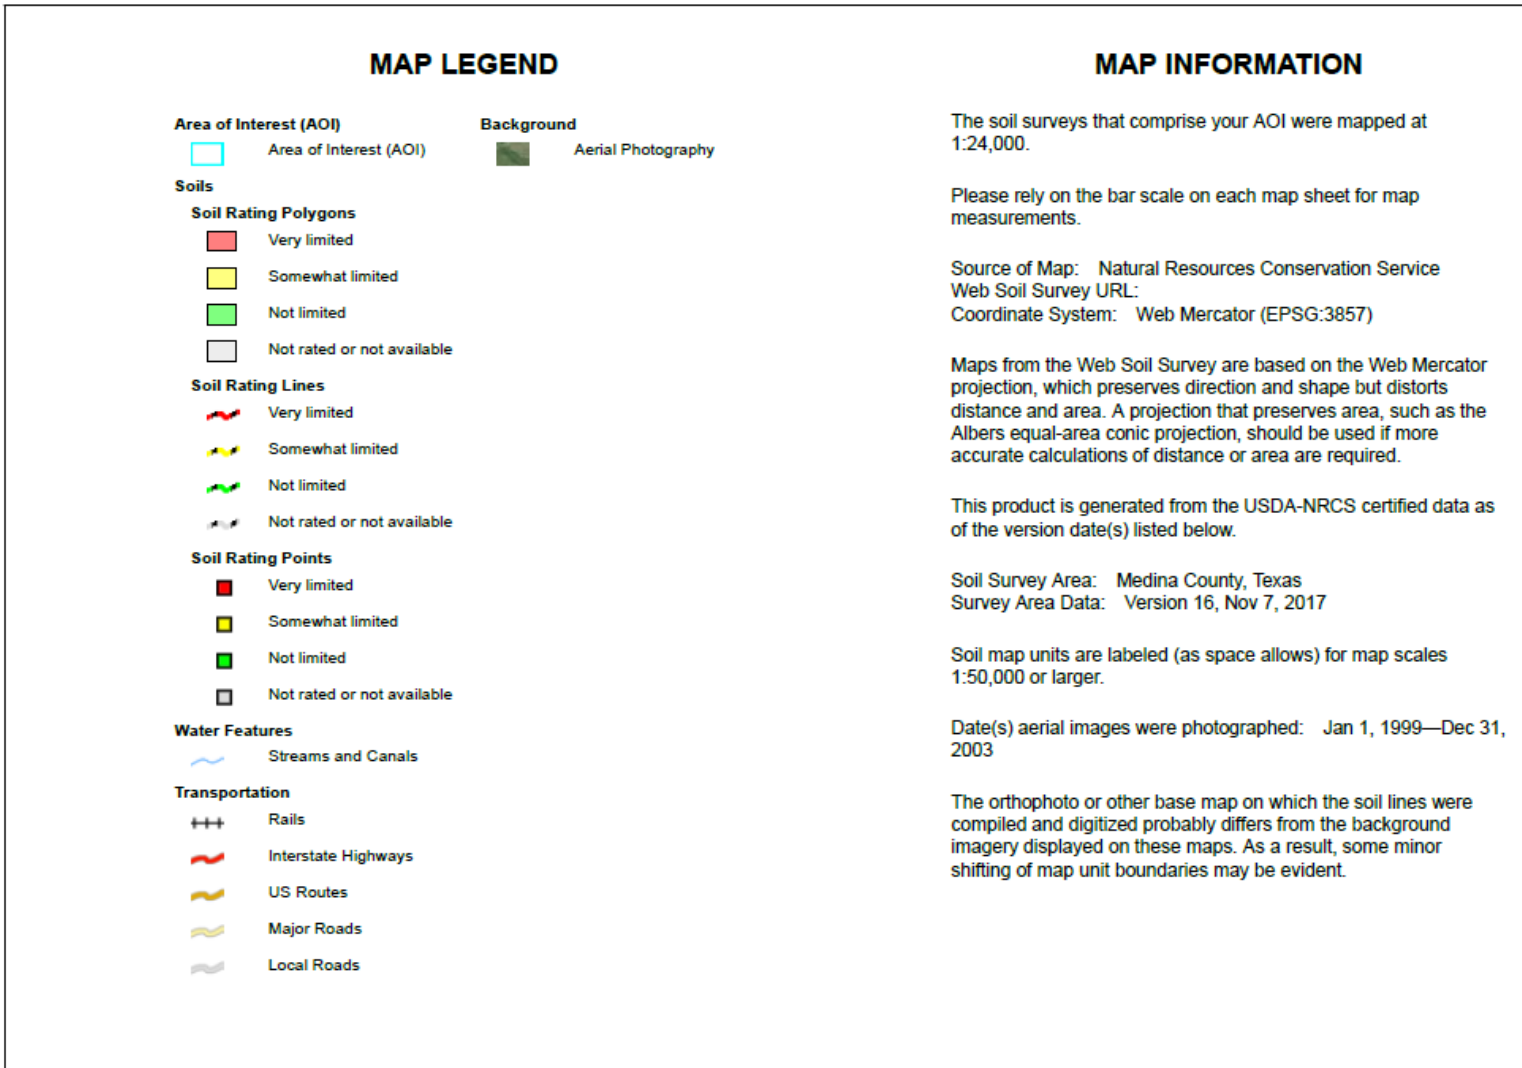 MAP LEGEND
Area of Interest (AOI)
Area of Interest (AOI)
Background
Aerial Photography
Soils
Soil Rating Polygons
Very limited
Somewhat limited
Not limited
Not rated or not available
Soil Rating Lines
Very limited
Somewhat limited
Not limited
Not rated or not available
Soil Rating Points
Very limited
Somewhat limited
Not limited
Not rated or not available
Water Features
Streams and Canals
Transportation
Rails
Interstate Highways
US Routes
Major Roads
Local Roads
MAP INFORMATION
The soil surveys that comprise your AOI were mapped at
1:24,000.
Please rely on the bar scale on each map sheet for map
measurements.
Source of Map: Natural Resources Conservation Service
Web Soil Survey URL:
Coordinate System: Web Mercator (EPSG:3857)
Maps from the Web Soil Survey are based on the Web Mercator
projection, which preserves direction and shape but distorts
distance and area. A projection that preserves area, such as the
Albers equal-area conic projection, should be used if more
accurate calculations of distance or area are required.
This product is generated from the USDA-NRCS certified data as
of the version date(s) listed below.
Soil Survey Area: Medina County, Texas
Survey Area Data: Version 16, Nov 7, 2017
Soil map units are labeled (as space allows) for map scales
1:50,000 or larger.
Date(s) aerial images were photographed: Jan 1, 1999—Dec 31,
2003
The orthophoto or other base map on which the soil lines were
compiled and digitized probably differs from the background
imagery displayed on these maps. As a result, some minor
shifting of map unit boundaries may be evident.